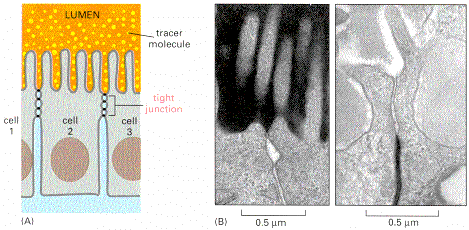 LUMEN
tracer
molecule
tight
junction
cell
1
cell
2
cell
3
(A)
(B)
0.5 µm
0.5 µm